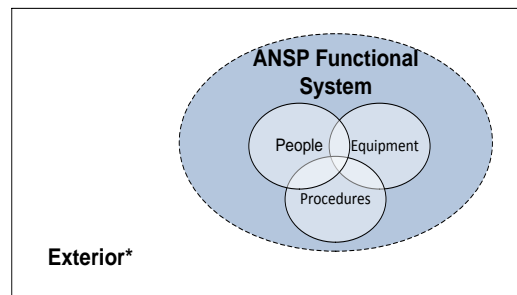 ANSP Functional
System
People Equipment
Procedures
Exterior*